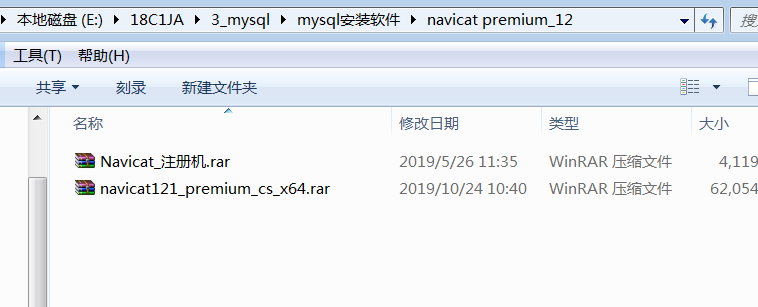 本地磁盘 (E:) 18C1JA 3_mysql mysql安装软件 navicat premium_12
工具(T) 帮助(H)
共享 刻录 新建文件夹
名称 修改日期 类型 大小
Navicat_注册机.rar 2019/5/26 11:35 WinRAR 压缩文件 4,119
navicat121_premium_cs_x64.rar 2019/10/24 10:40 WinRAR 压缩文件 62,054